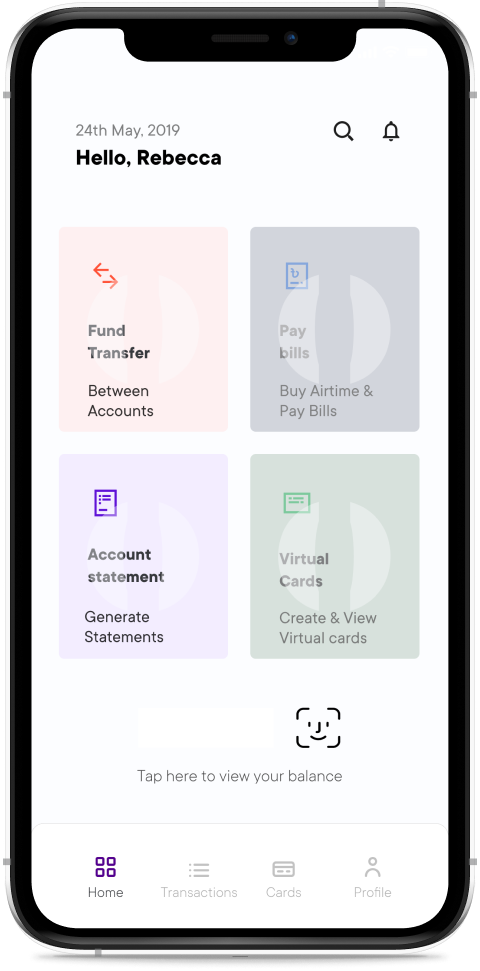 24th May, 2019
Hello, Rebecca
Fund
Transfer
Between
Accounts
Pay
bills
Buy Airtime &
Pay Bills
Account
statement
Generate
Statements
Virtual
Cards
Create & View
Virtual cards
Tap here to view your balance
Home
Transactions
Cards
Profile